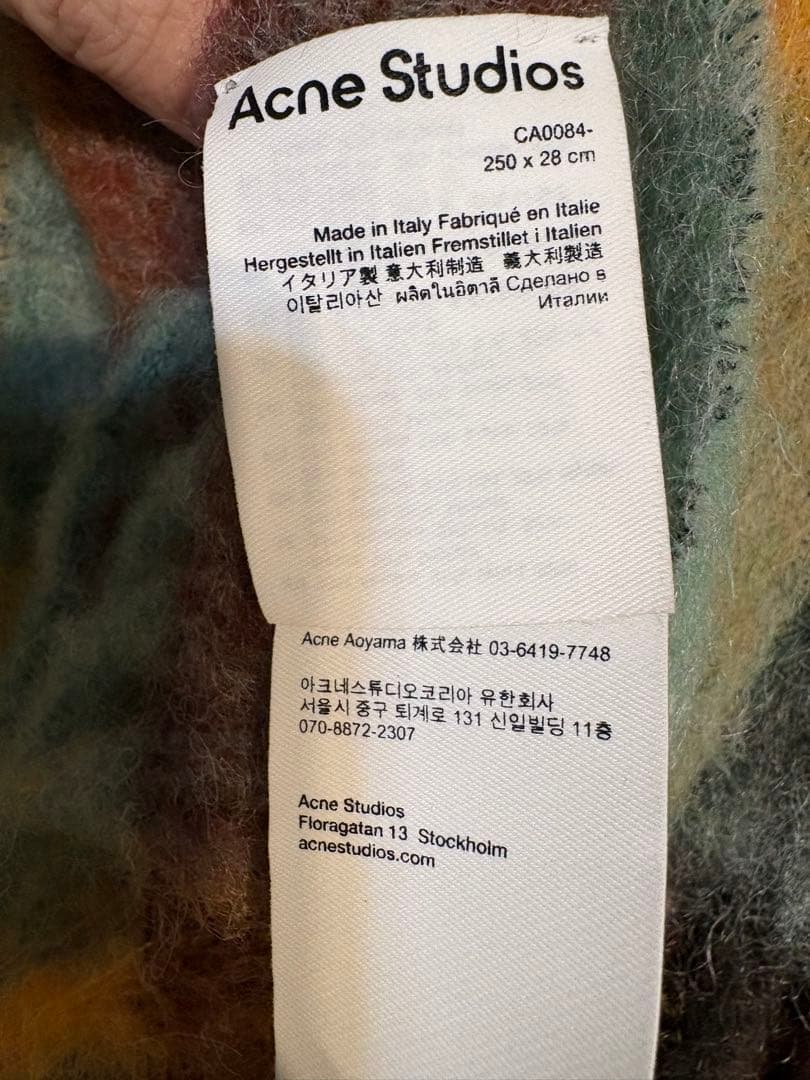 Acne Studios
CA0084-
250 x 28 cm
Made in Italy Fabriqué en Italie
Hergestellt in Italien Fremstillet i Italien
イタリア製 意大利制造 義大利製造
이탈리아산 ผลิตในอิตาลี Сделано в
Италии
Acne Aoyama 株式会社 03-6419-7748
아크네스튜디오코리아 유한회사
서울시 중구 퇴계로 131 신일빌딩 11층
070-8872-2307
Acne Studios
Floragatan 13 Stockholm
acnestudios.com